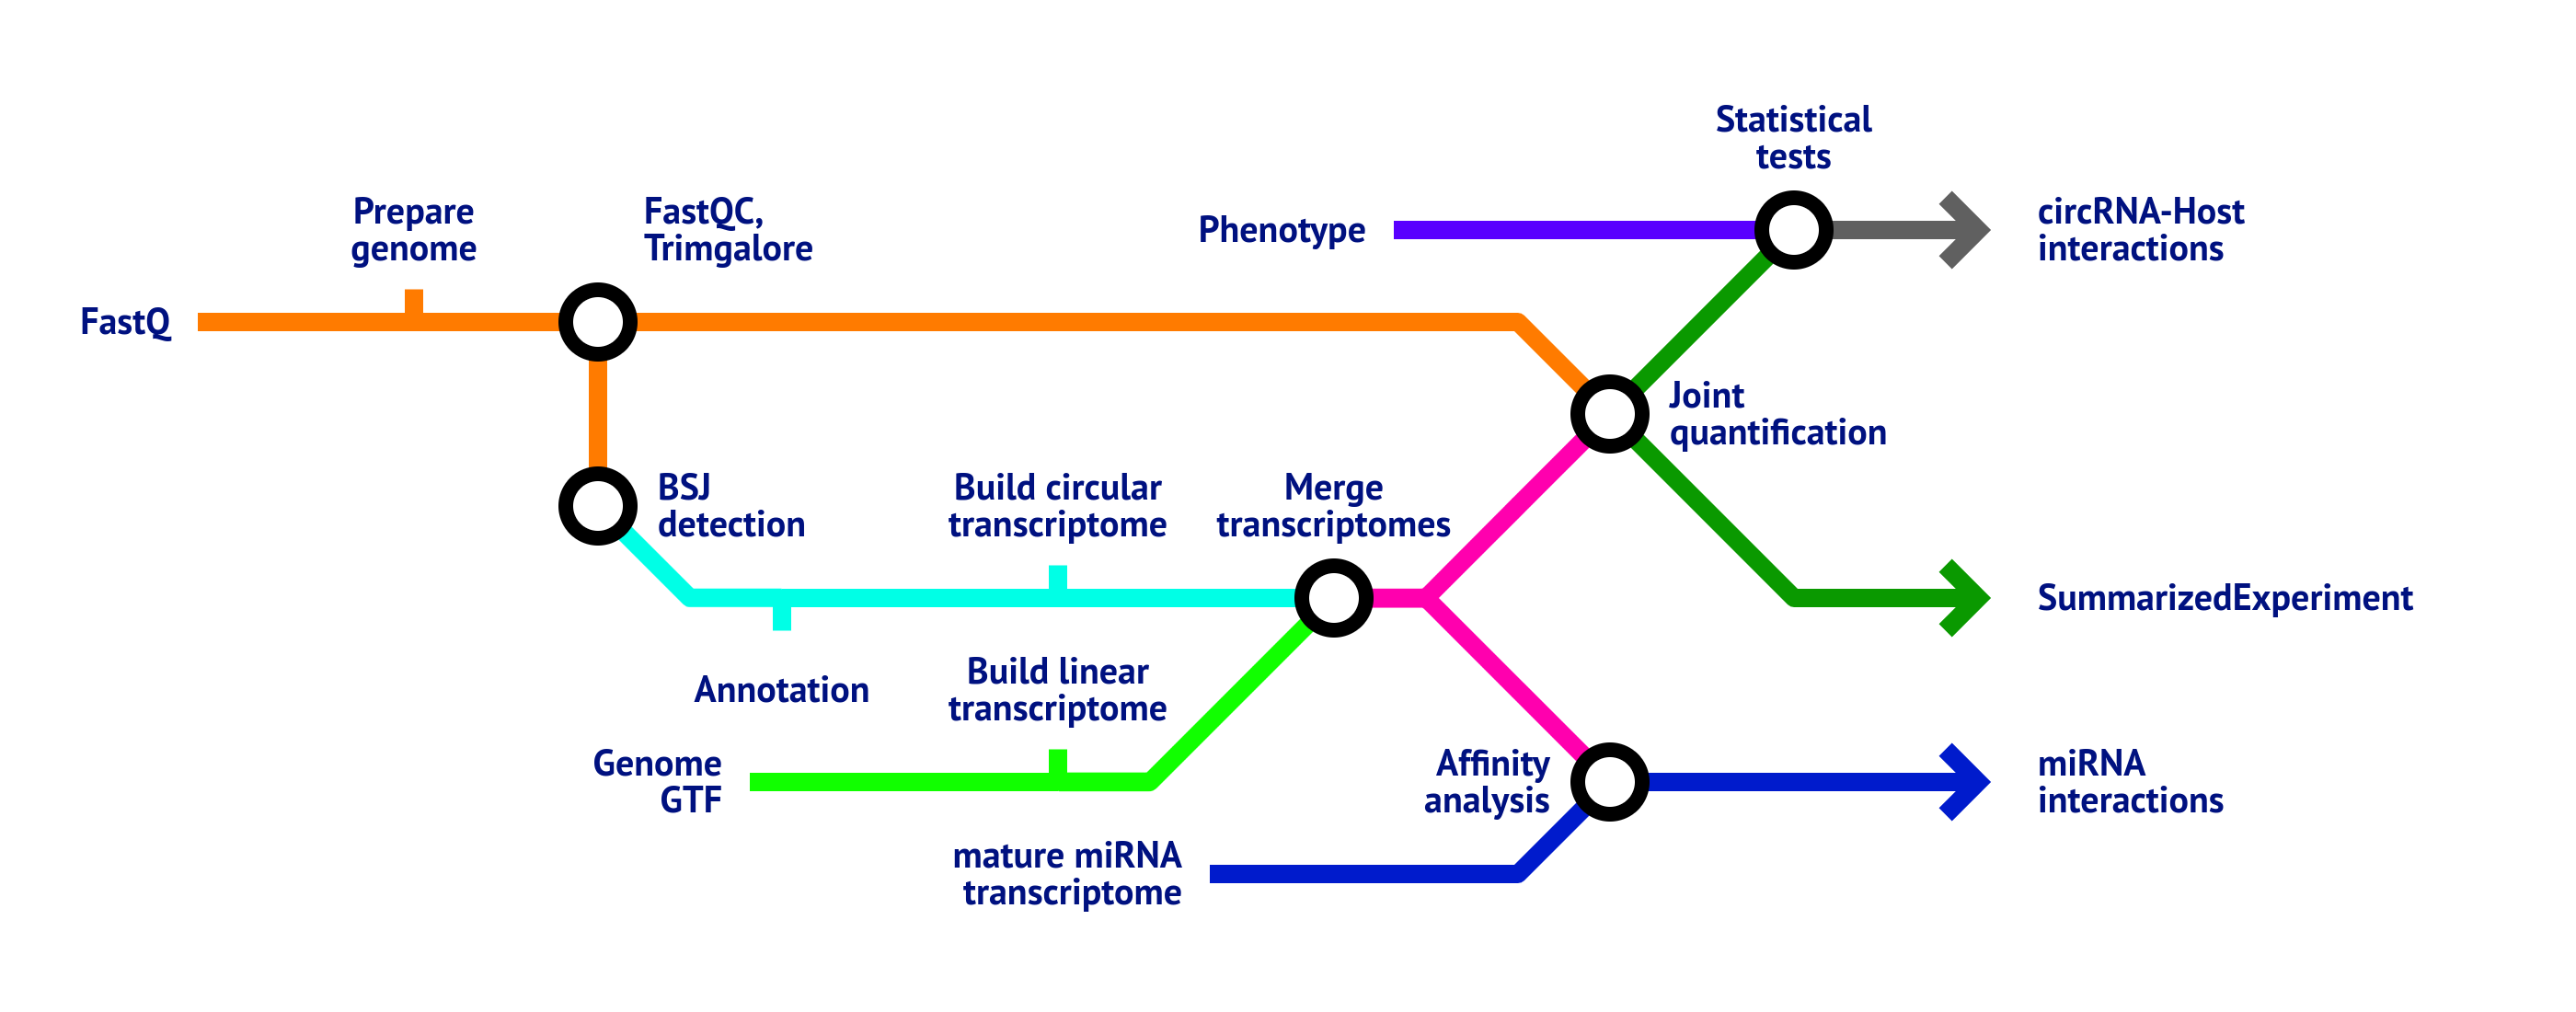 Statistical
tests
Prepare
genome
FastQC,
Trimgalore
Phenotype
circRNA-Host
interactions
FastQ
Joint
quantification
BSJ
detection
Build circular
transcriptome
Merge
transcriptomes
SummarizedExperiment
Annotation
Build linear
transcriptome
Genome
GTF
Affinity
analysis
miRNA
interactions
mature miRNA
transcriptome